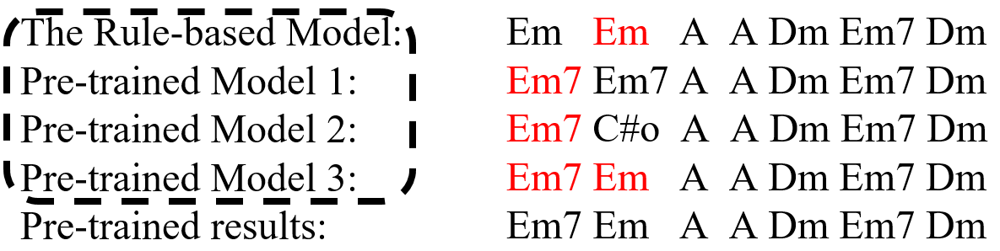 The Rule-based Model: Em Em A A Dm Em7 Dm
Pre-trained Model 1: Em7 Em7 A A Dm Em7 Dm
Pre-trained Model 2: Em7 C#o A A Dm Em7 Dm
Pre-trained Model 3: Em7 Em A A Dm Em7 Dm
Pre-trained results: Em7 Em A A Dm Em7 Dm